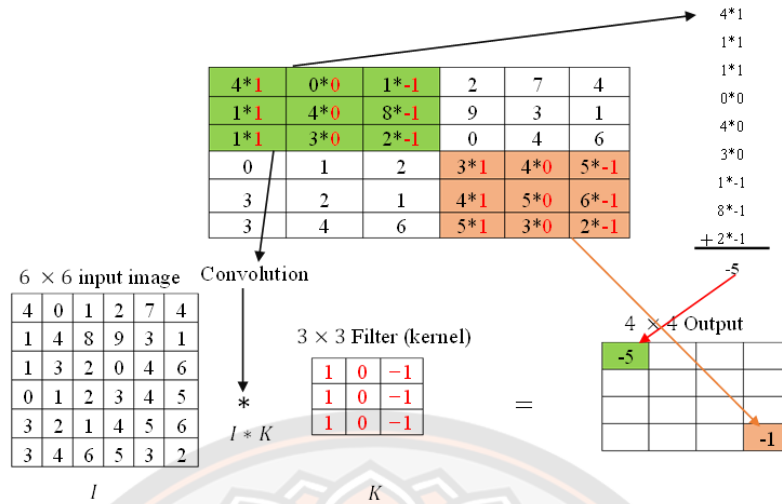 4*1
1*1
1*1
0*0
4*0
3*0
1*-1
8*-1
+ 2*-1
-5
4*1 0*0 1*-1 2 7 4
1*1 4*0 8*-1 9 3 1
1*1 3*0 2*-1 0 4 6
0 1 2 3*1 4*0 5*-1
3 2 1 4*1 5*0 6*-1
3 4 6 5*1 3*0 2*-1
6 × 6 input image
4 0 1 2 7 4
1 4 8 9 3 1
1 3 2 0 4 6
0 1 2 3 4 5
3 2 1 4 5 6
3 4 6 5 3 2
I
Convolution
*
I * K
3 × 3 Filter (kernel)
1 0 −1
1 0 −1
1 0 −1
K
=
4 × 4 Output
-5
-1